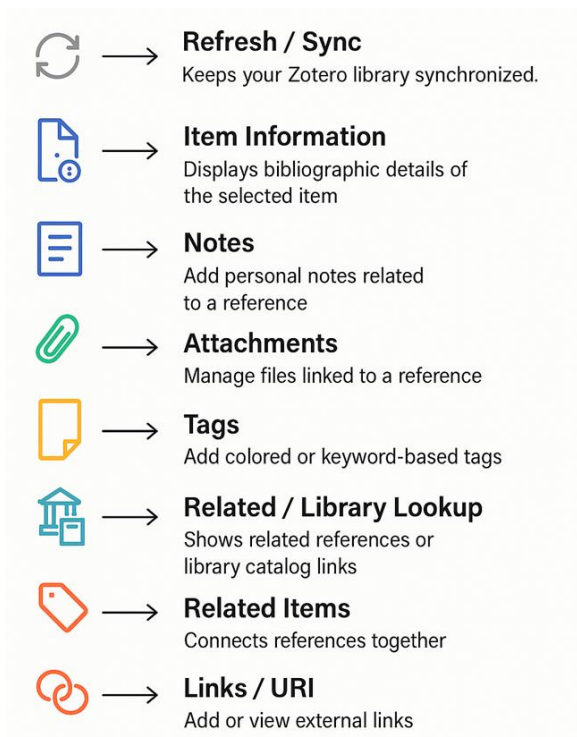 Refresh / Sync
Keeps your Zotero library synchronized.
Item Information
Displays bibliographic details of
the selected item
Notes
Add personal notes related
to a reference
Attachments
Manage files linked to a reference
Tags
Add colored or keyword-based tags
Related / Library Lookup
Shows related references or
library catalog links
Related Items
Connects references together
Links / URI
Add or view external links